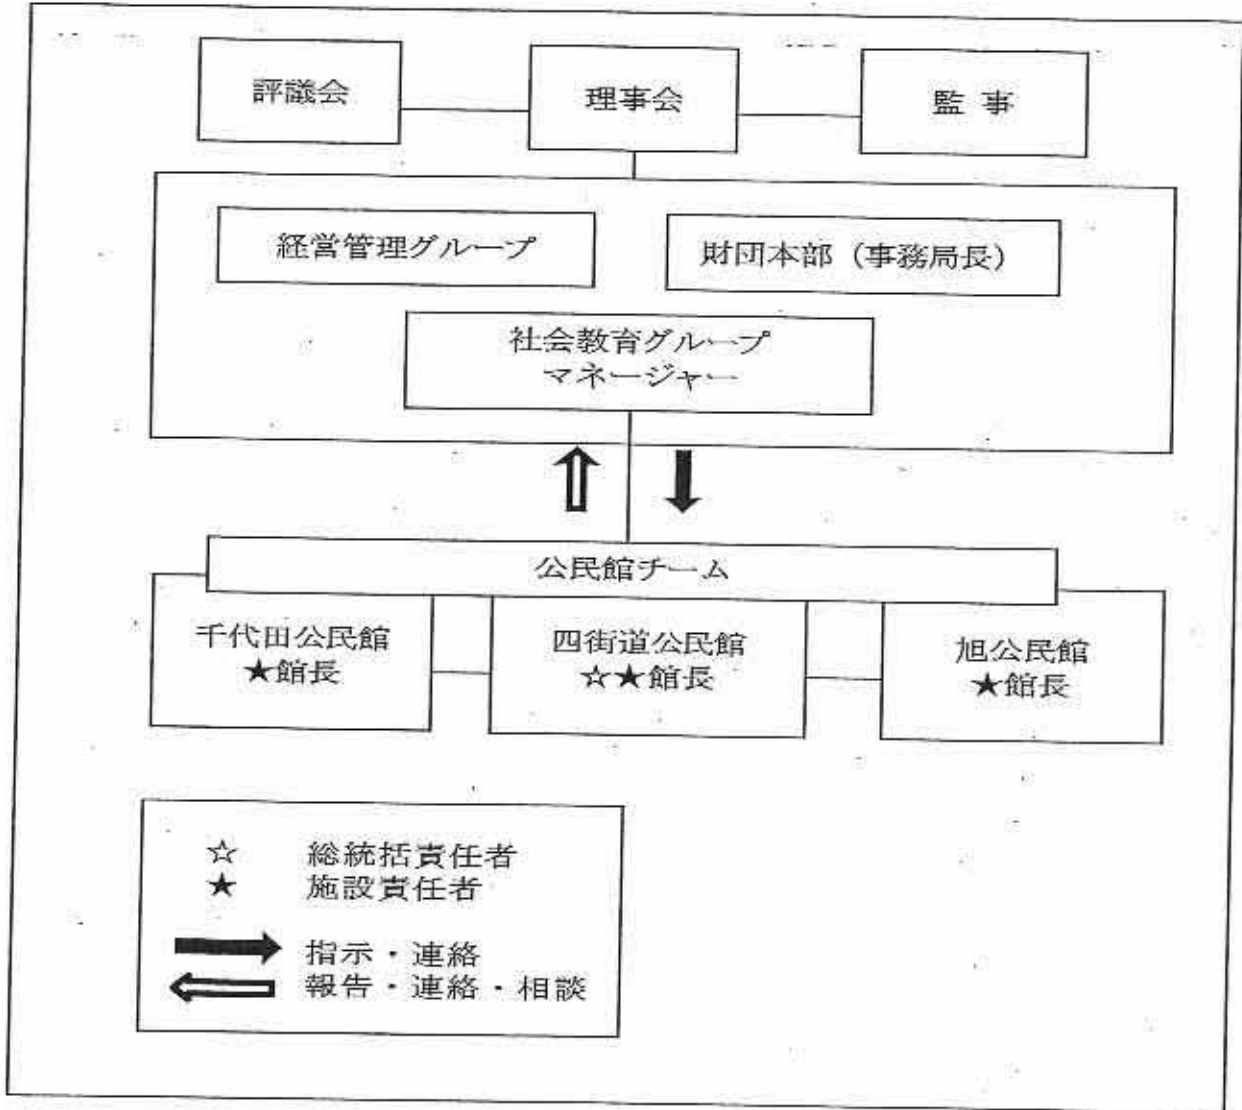 評議会
理事会
監 事
経営管理グループ
財団本部（事務局長）
社会教育グループ
マネージャー
公民館チーム
千代田公民館
★館長
四街道公民館
☆★館長
旭公民館
★館長
☆ 総統括責任者
★ 施設責任者
指示・連絡
報告・連絡・相談